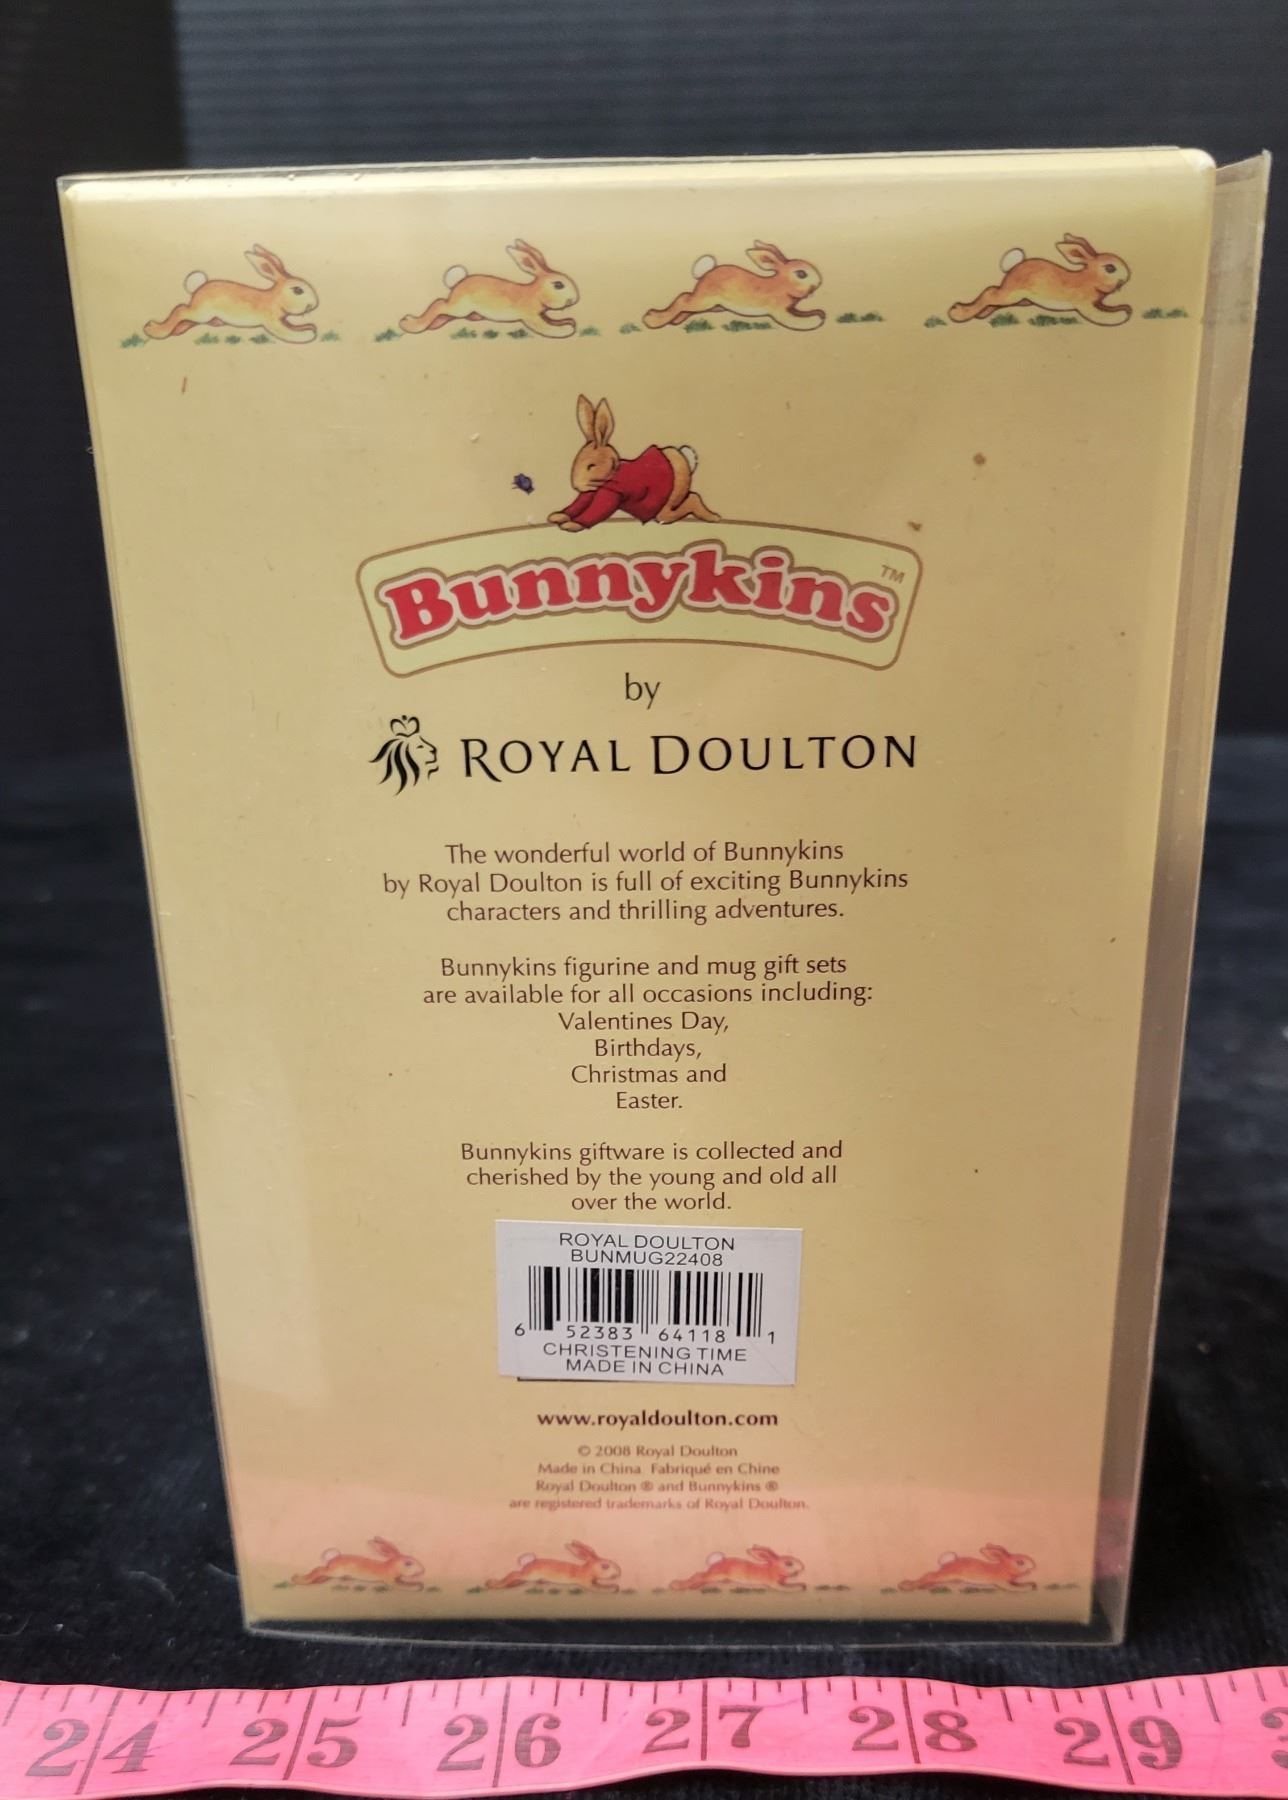 Bunnykins™
by
ROYAL DOULTON
The wonderful world of Bunnykins
by Royal Doulton is full of exciting Bunnykins
characters and thrilling adventures.
Bunnykins figurine and mug gift sets
are available for all occasions including:
Valentines Day,
Birthdays,
Christmas and
Easter.
Bunnykins giftware is collected and
cherished by the young and old all
over the world.
ROYAL DOULTON
BUNMUG22408
6 52383 64118 1
CHRISTENING TIME
MADE IN CHINA
www.royaldoulton.com
© 2008 Royal Doulton
Made in China Fabriqué en Chine
Royal Doulton ® and Bunnykins ®
are registered trademarks of Royal Doulton.
24 25 26 27 28 29